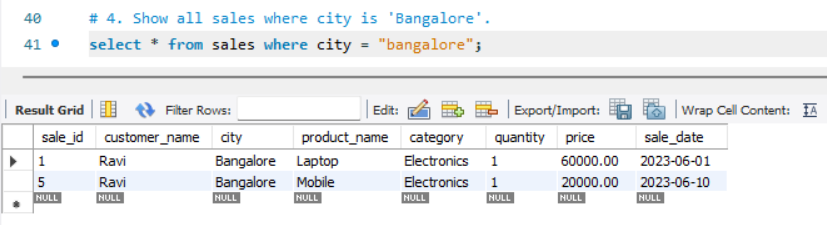 40 # 4. Show all sales where city is 'Bangalore'.
41 select * from sales where city = "bangalore";
Result Grid Filter Rows: Edit: Export/Import: Wrap Cell Content:
sale_id customer_name city product_name category quantity price sale_date
1 Ravi Bangalore Laptop Electronics 1 60000.00 2023-06-01
5 Ravi Bangalore Mobile Electronics 1 20000.00 2023-06-10
NULL NULL NULL NULL NULL NULL NULL NULL